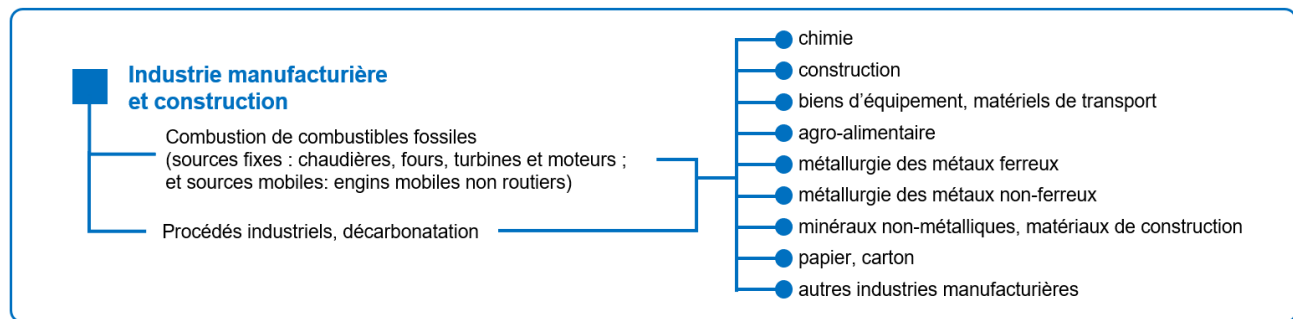 Industrie manufacturière
et construction
Combustion de combustibles fossiles
(sources fixes : chaudières, fours, turbines et moteurs ;
et sources mobiles: engins mobiles non routiers)
Procédés industriels, décarbonatation
chimie
construction
biens d’équipement, matériels de transport
agro-alimentaire
métallurgie des métaux ferreux
métallurgie des métaux non-ferreux
minéraux non-métalliques, matériaux de construction
papier, carton
autres industries manufacturières